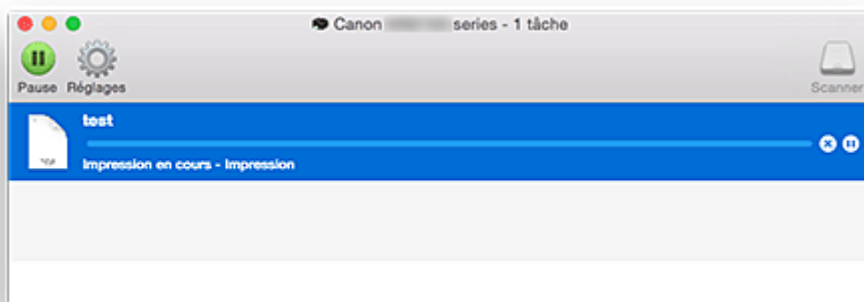 Canon series - 1 tâche
Pause Réglages
Scanner
test
Impression en cours - Impression